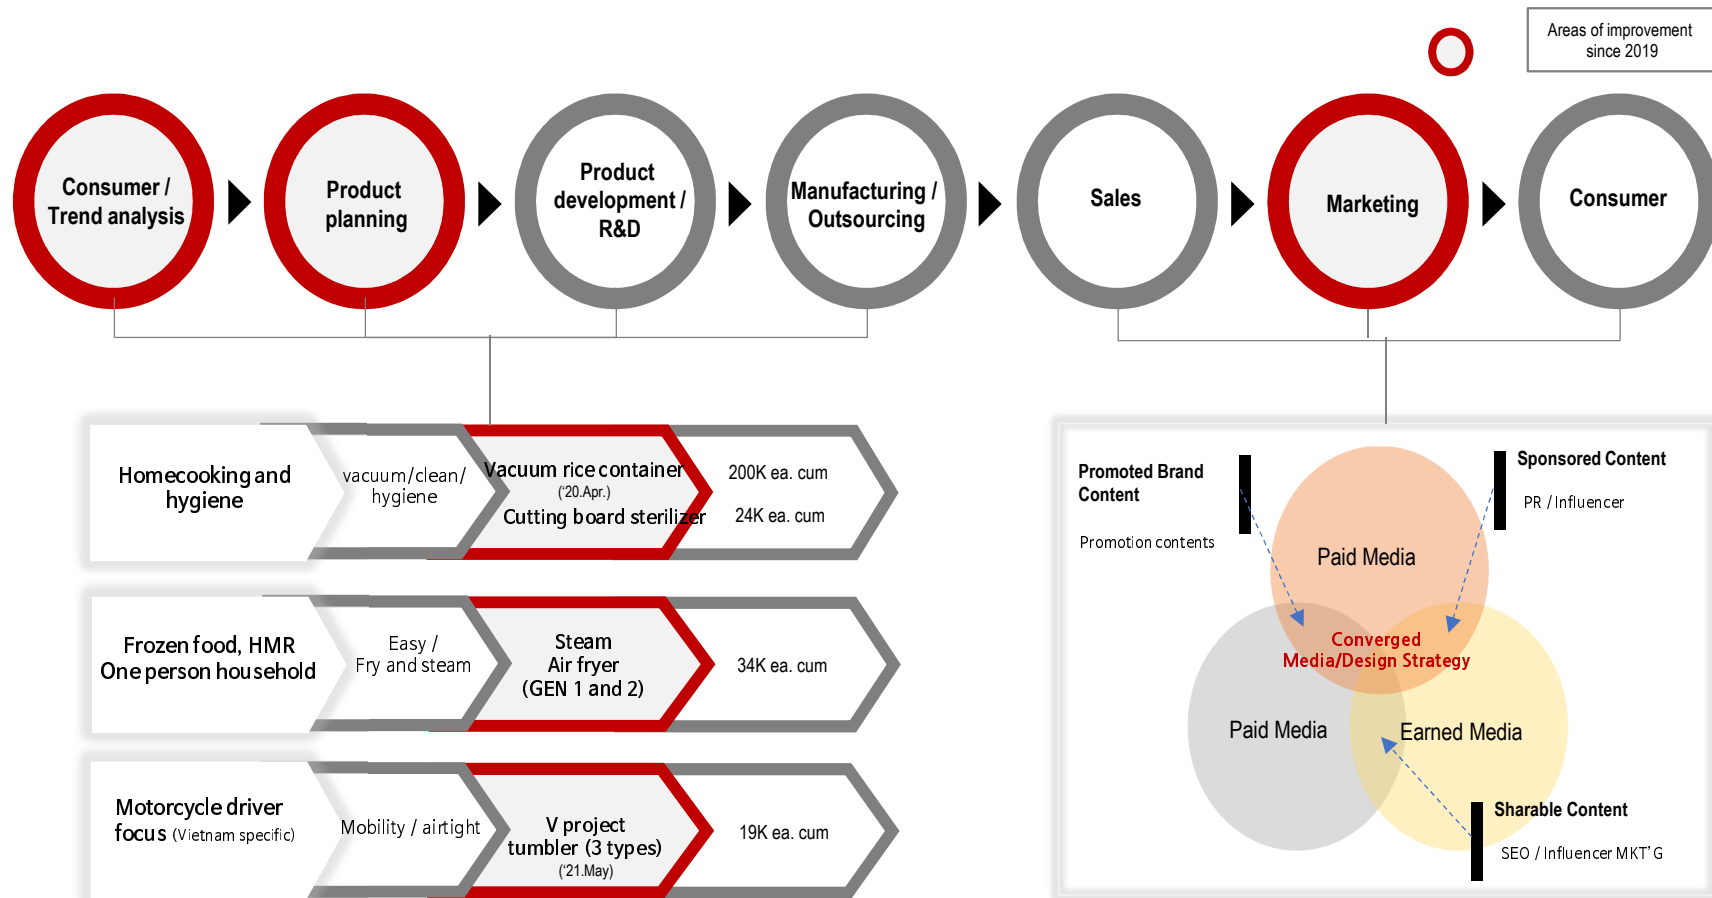 Areas of improvement
since 2019
Consumer /
Trend analysis
Product
planning
Product
development /
R&D
Manufacturing /
Outsourcing
Sales
Marketing
Consumer
Homecooking and
hygiene
vacuum/clean/
hygiene
Vacuum rice container
('20.Apr.)
Cutting board sterilizer
200K ea. cum
24K ea. cum
Frozen food, HMR
One person household
Easy /
Fry and steam
Steam
Air fryer
(GEN 1 and 2)
34K ea. cum
Motorcycle driver
focus (Vietnam specific)
Mobility / airtight
V project
tumbler (3 types)
('21.May)
19K ea. cum
Promoted Brand
Content
Promotion contents
Sponsored Content
PR / Influencer
Paid Media
Converged
Media/Design Strategy
Paid Media
Earned Media
Sharable Content
SEO / Influencer MKT'G